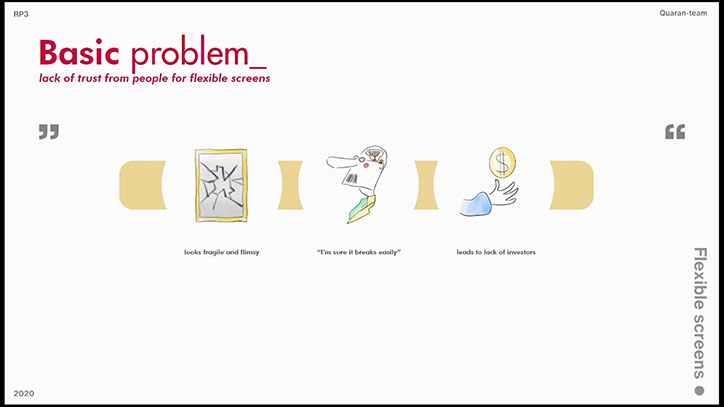 RP3
Quaran-team
Basic problem_
lack of trust from people for flexible screens
”
“
looks fragile and flimsy
“I’m sure it breaks easily”
$
leads to lack of investors
Flexible screens
2020